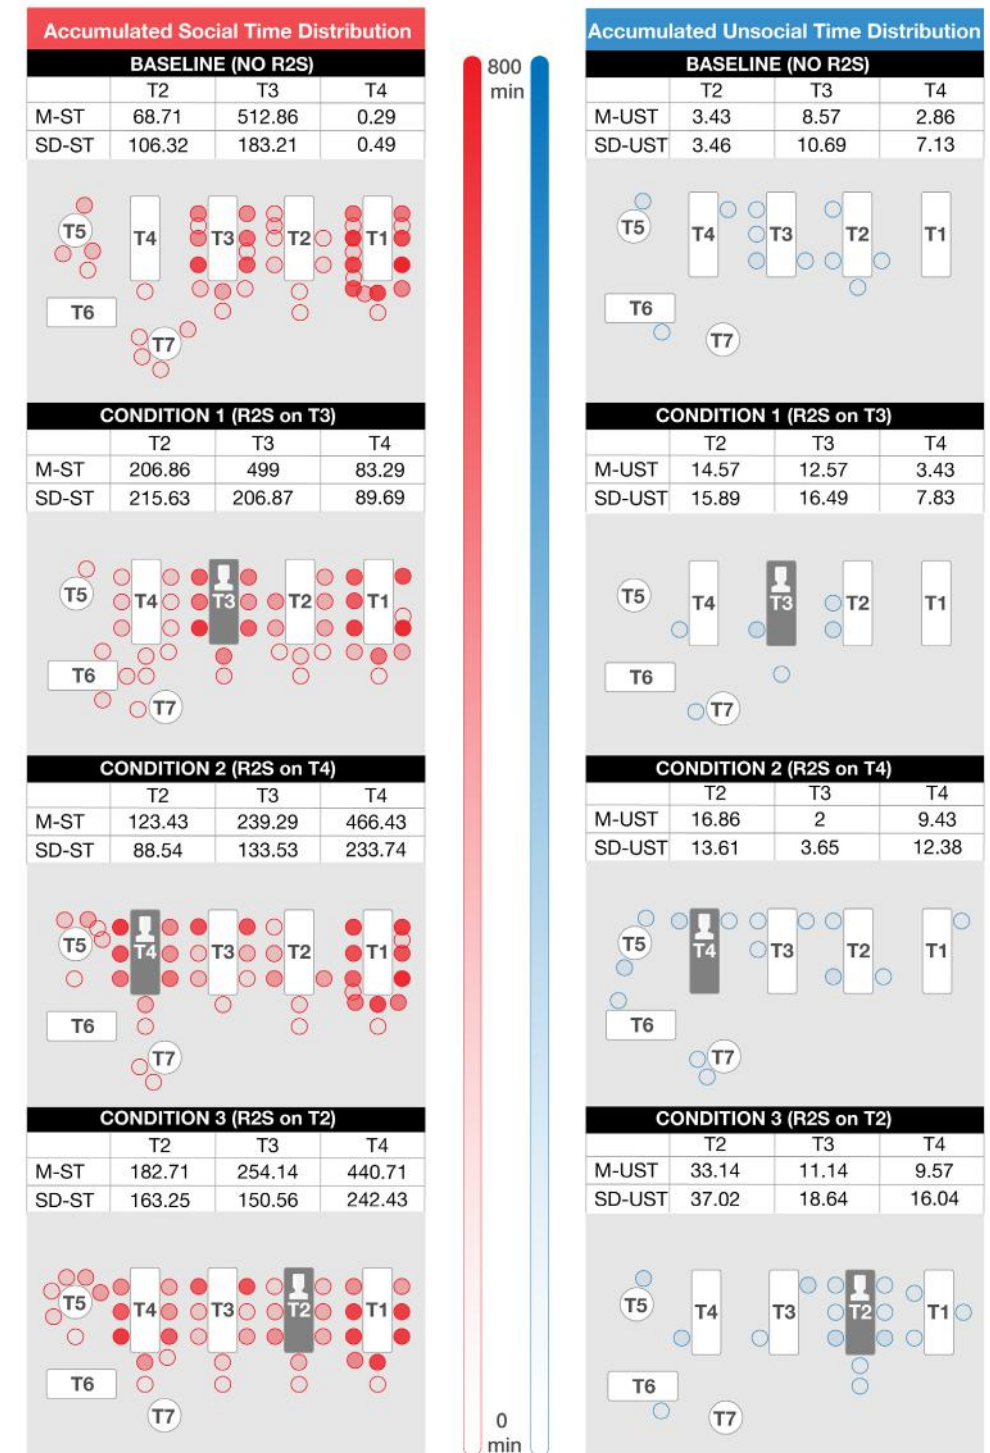 Accumulated Social Time Distribution
BASELINE (NO R2S)
T2 T3 T4
M-ST 68.71 512.86 0.29
SD-ST 106.32 183.21 0.49
T5 T4 T3 T2 T1
T6
T7
CONDITION 1 (R2S on T3)
T2 T3 T4
M-ST 206.86 499 83.29
SD-ST 215.63 206.87 89.69
T5 T4 T3 T2 T1
T6
T7
CONDITION 2 (R2S on T4)
T2 T3 T4
M-ST 123.43 239.29 466.43
SD-ST 88.54 133.53 233.74
T5 T4 T3 T2 T1
T6
T7
CONDITION 3 (R2S on T2)
T2 T3 T4
M-ST 182.71 254.14 440.71
SD-ST 163.25 150.56 242.43
T5 T4 T3 T2 T1
T6
T7
800
min
0
min
Accumulated Unsocial Time Distribution
BASELINE (NO R2S)
T2 T3 T4
M-UST 3.43 8.57 2.86
SD-UST 3.46 10.69 7.13
T5 T4 T3 T2 T1
T6
T7
CONDITION 1 (R2S on T3)
T2 T3 T4
M-UST 14.57 12.57 3.43
SD-UST 15.89 16.49 7.83
T5 T4 T3 T2 T1
T6
T7
CONDITION 2 (R2S on T4)
T2 T3 T4
M-UST 16.86 2 9.43
SD-UST 13.61 3.65 12.38
T5 T4 T3 T2 T1
T6
T7
CONDITION 3 (R2S on T2)
T2 T3 T4
M-UST 33.14 11.14 9.57
SD-UST 37.02 18.64 16.04
T5 T4 T3 T2 T1
T6
T7